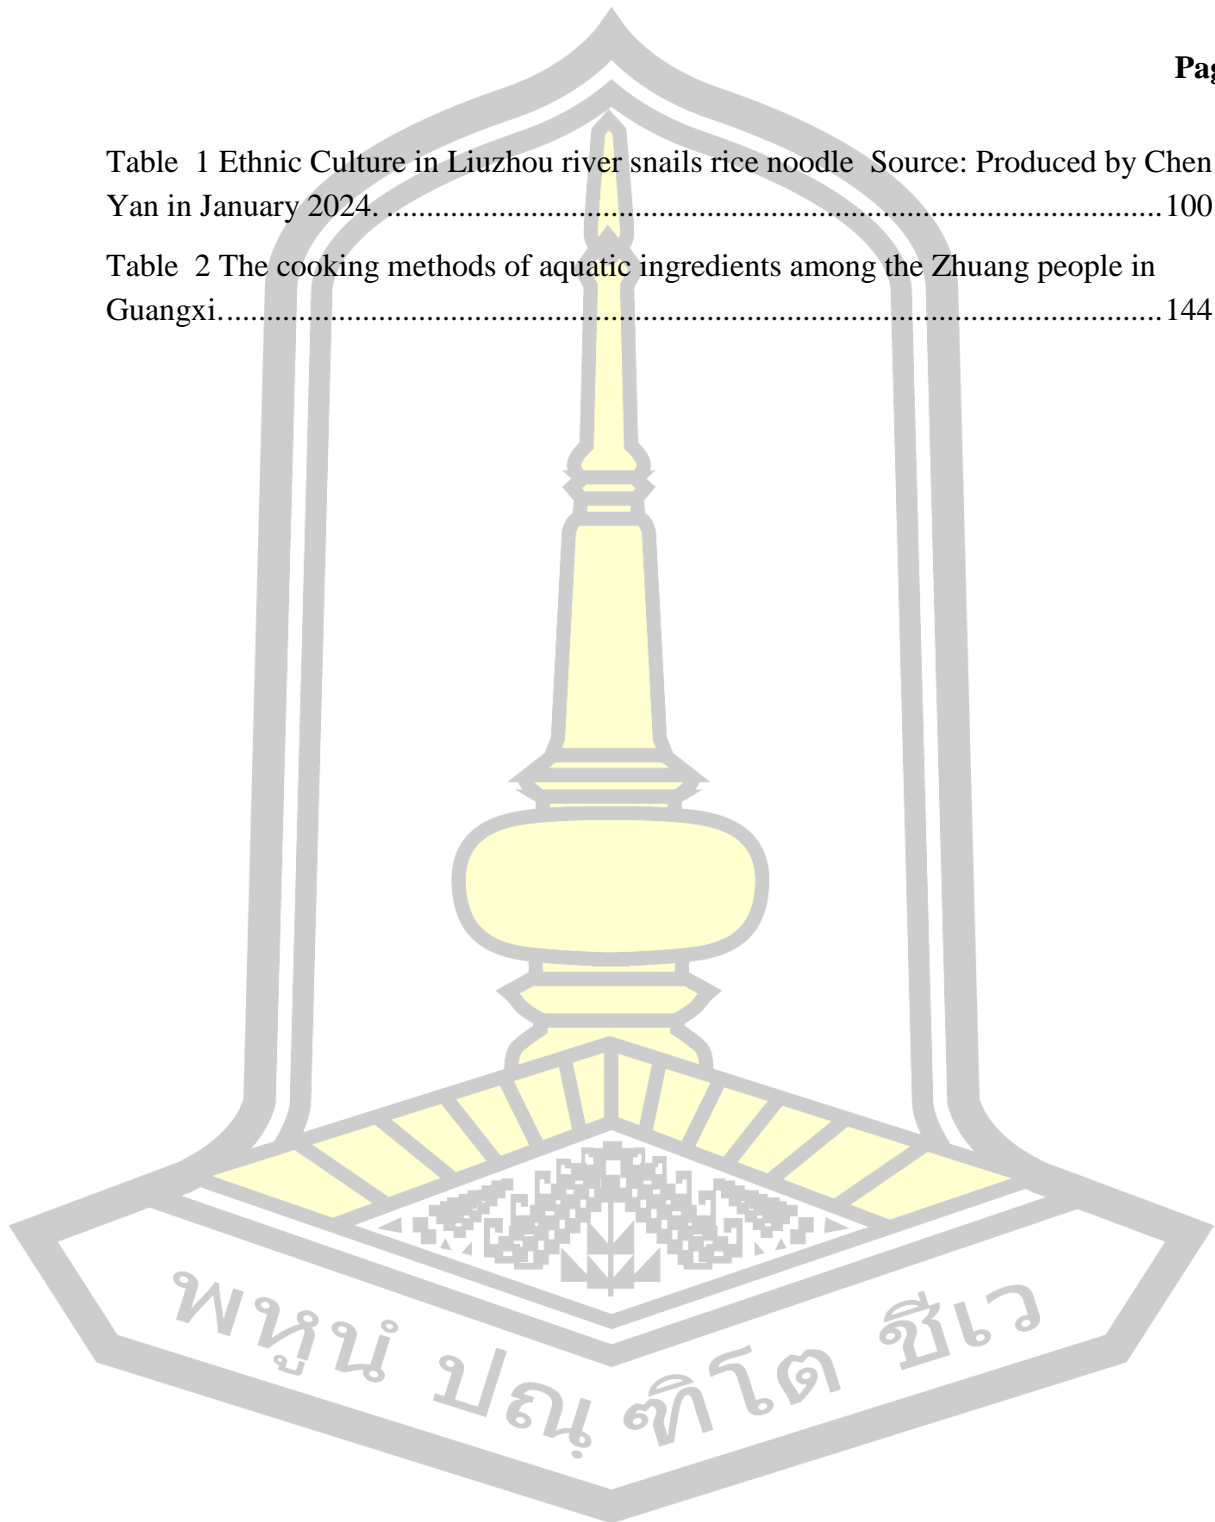 Pag
Table 1 Ethnic Culture in Liuzhou river snails rice noodle Source: Produced by Chen
Yan in January 2024. ............................................................................................100
Table 2 The cooking methods of aquatic ingredients among the Zhuang people in
Guangxi................................................................................................................144
พหูนํ ปณฺฑิโต ชีเว